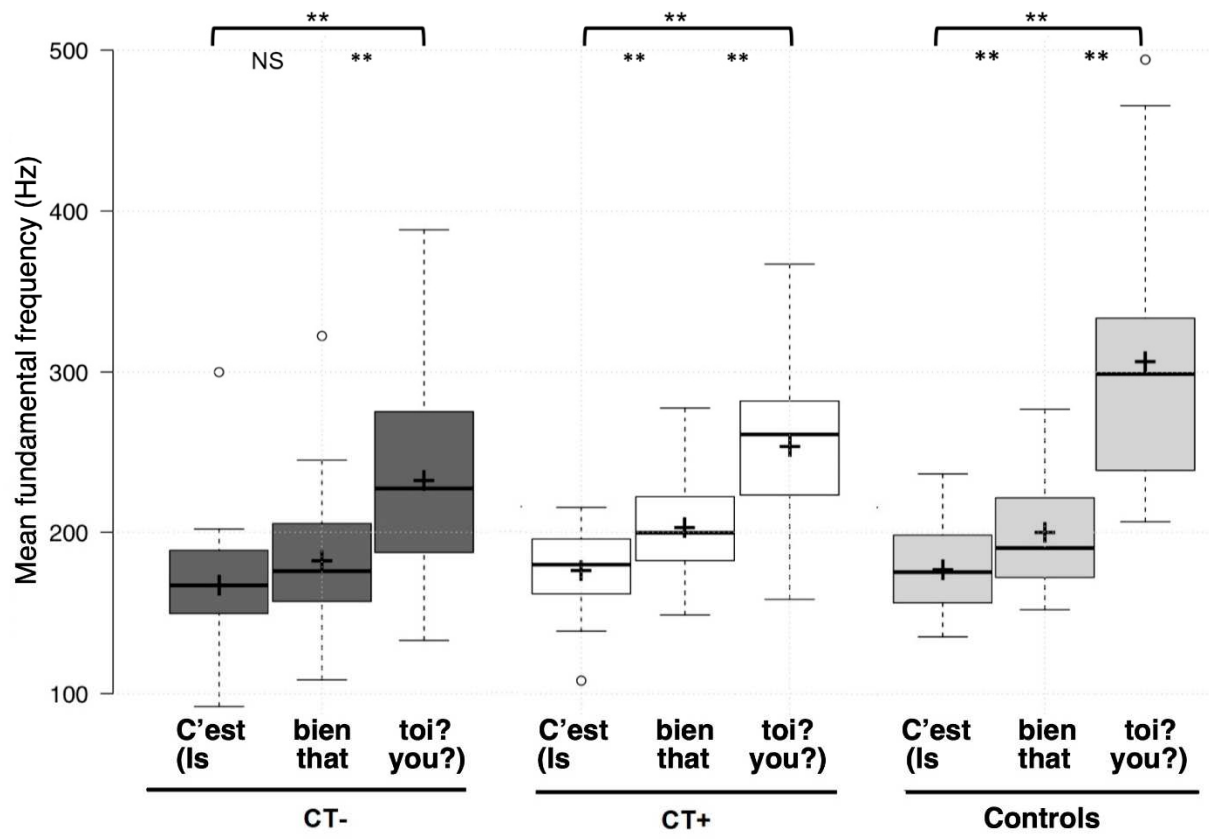 ** ** **
NS ** ** ** ** **
500
400
300
200
100
Mean fundamental frequency (Hz)
C'est bien toi? C'est bien toi? C'est bien toi?
(Is that you?) (Is that you?) (Is that you?)
CT- CT+ Controls